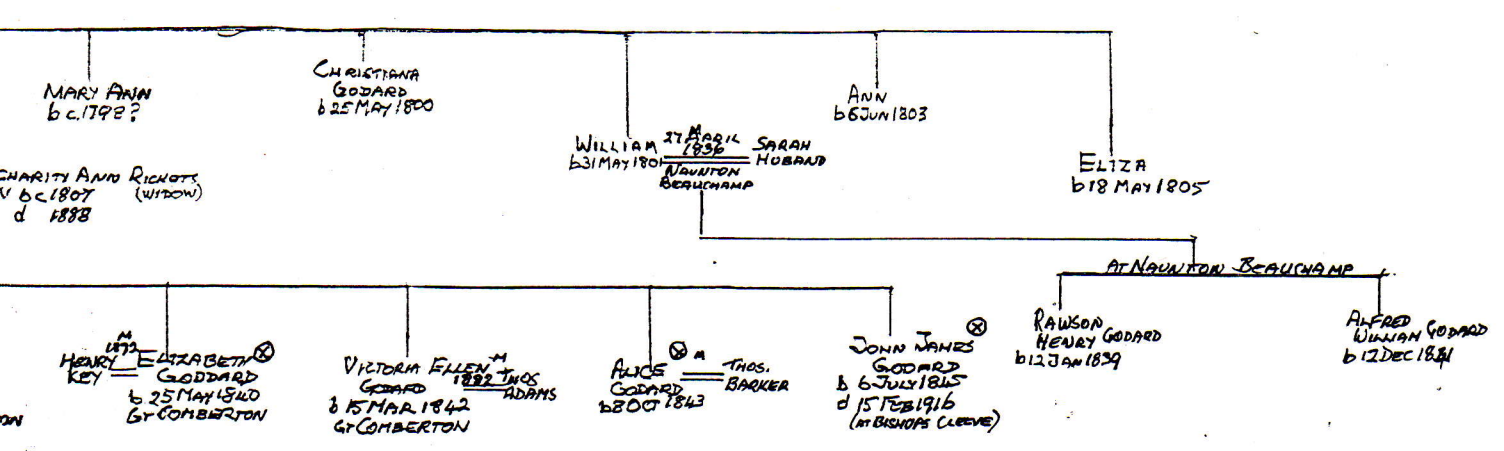 MARY ANN
b c.1798?
CHRISTIANA
GODARD
b 25 MAY 1800
WILLIAM
b 31 MAY 1801
M
27 APRIL
1836
NAUNTON
BEAUCHAMP
SARAH
HUBAND
ANN
b 6 JUN 1803
ELIZA
b 18 MAY 1805
CHARITY ANN RICKETTS
b c 1807 (WIDOW)
d 1888
AT NAUNTON BEAUCHAMP
HENRY
KEY
M
1872
ELIZABETH
GODDARD
b 25 MAY 1840
GT COMBERTON
VICTORIA ELLEN
GODARD
b 15 MAR 1842
GT COMBERTON
M
1882
THOS
ADAMS
ALICE
GODARD
b 8 OCT 1843
M
THOS.
BARKER
JOHN JAMES
GODARD
b 6 JULY 1845
d 15 FEB 1916
(AT BISHOPS CLEEVE)
RAWSON
HENRY GODARD
b 12 JAN 1839
ALFRED
WILLIAM GODARD
b 12 DEC